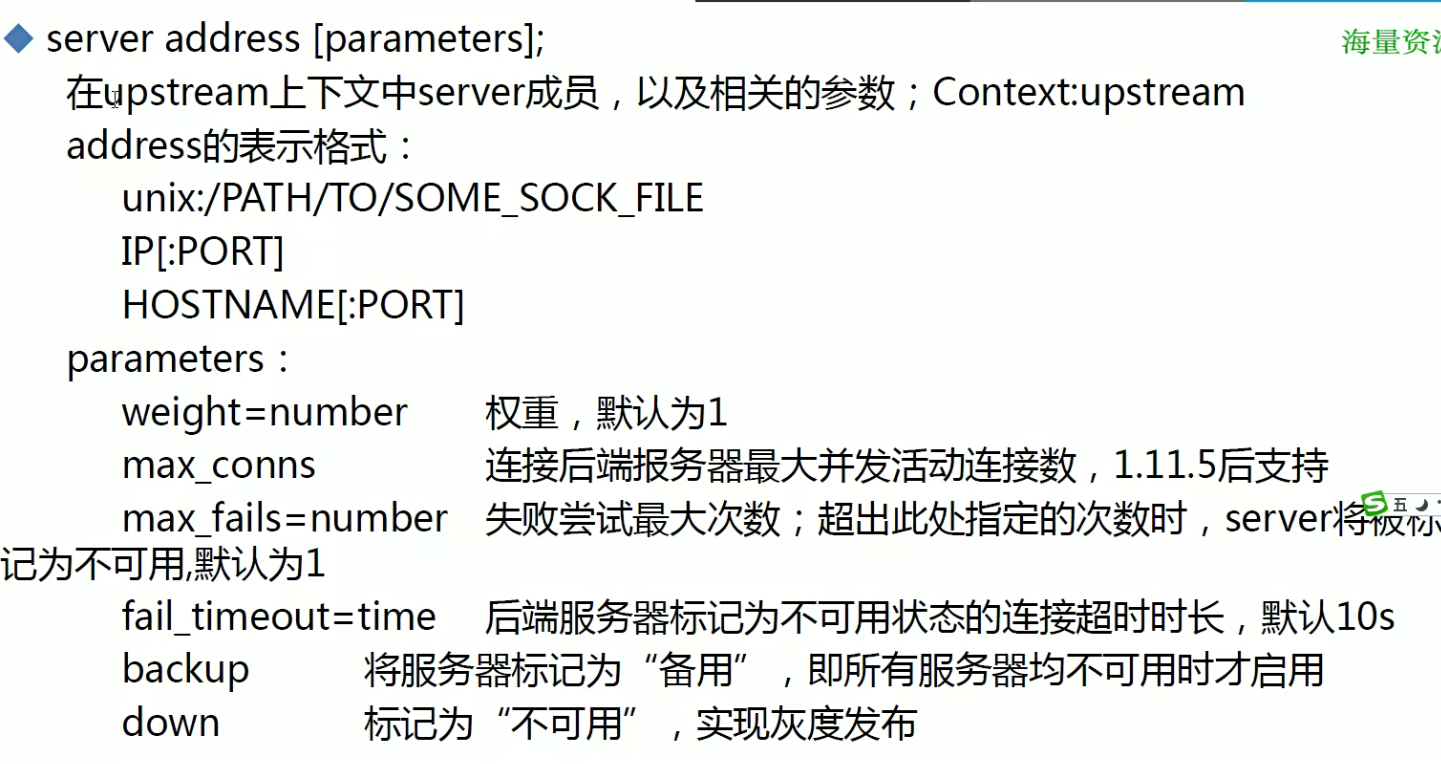 server address [parameters];
海量资源
在upstream上下文中server成员，以及相关的参数；Context:upstream
address的表示格式：
unix:/PATH/TO/SOME_SOCK_FILE
IP[:PORT]
HOSTNAME[:PORT]
parameters：
weight=number 权重，默认为1
max_conns 连接后端报务器最大并发活动连接数，1.11.5后支持
max_fails=number 失败尝试最大次数；超出此处指定的次数时，server将被标
五
记为不可用,默认为1
fail_timeout=time 后端服务器标记为不可用状态的连接超时时长，默认10s
backup 将服务器标记为“备用”，即所有服务器均不可用时才启用
down 标记为“不可用”，实现灰度发布